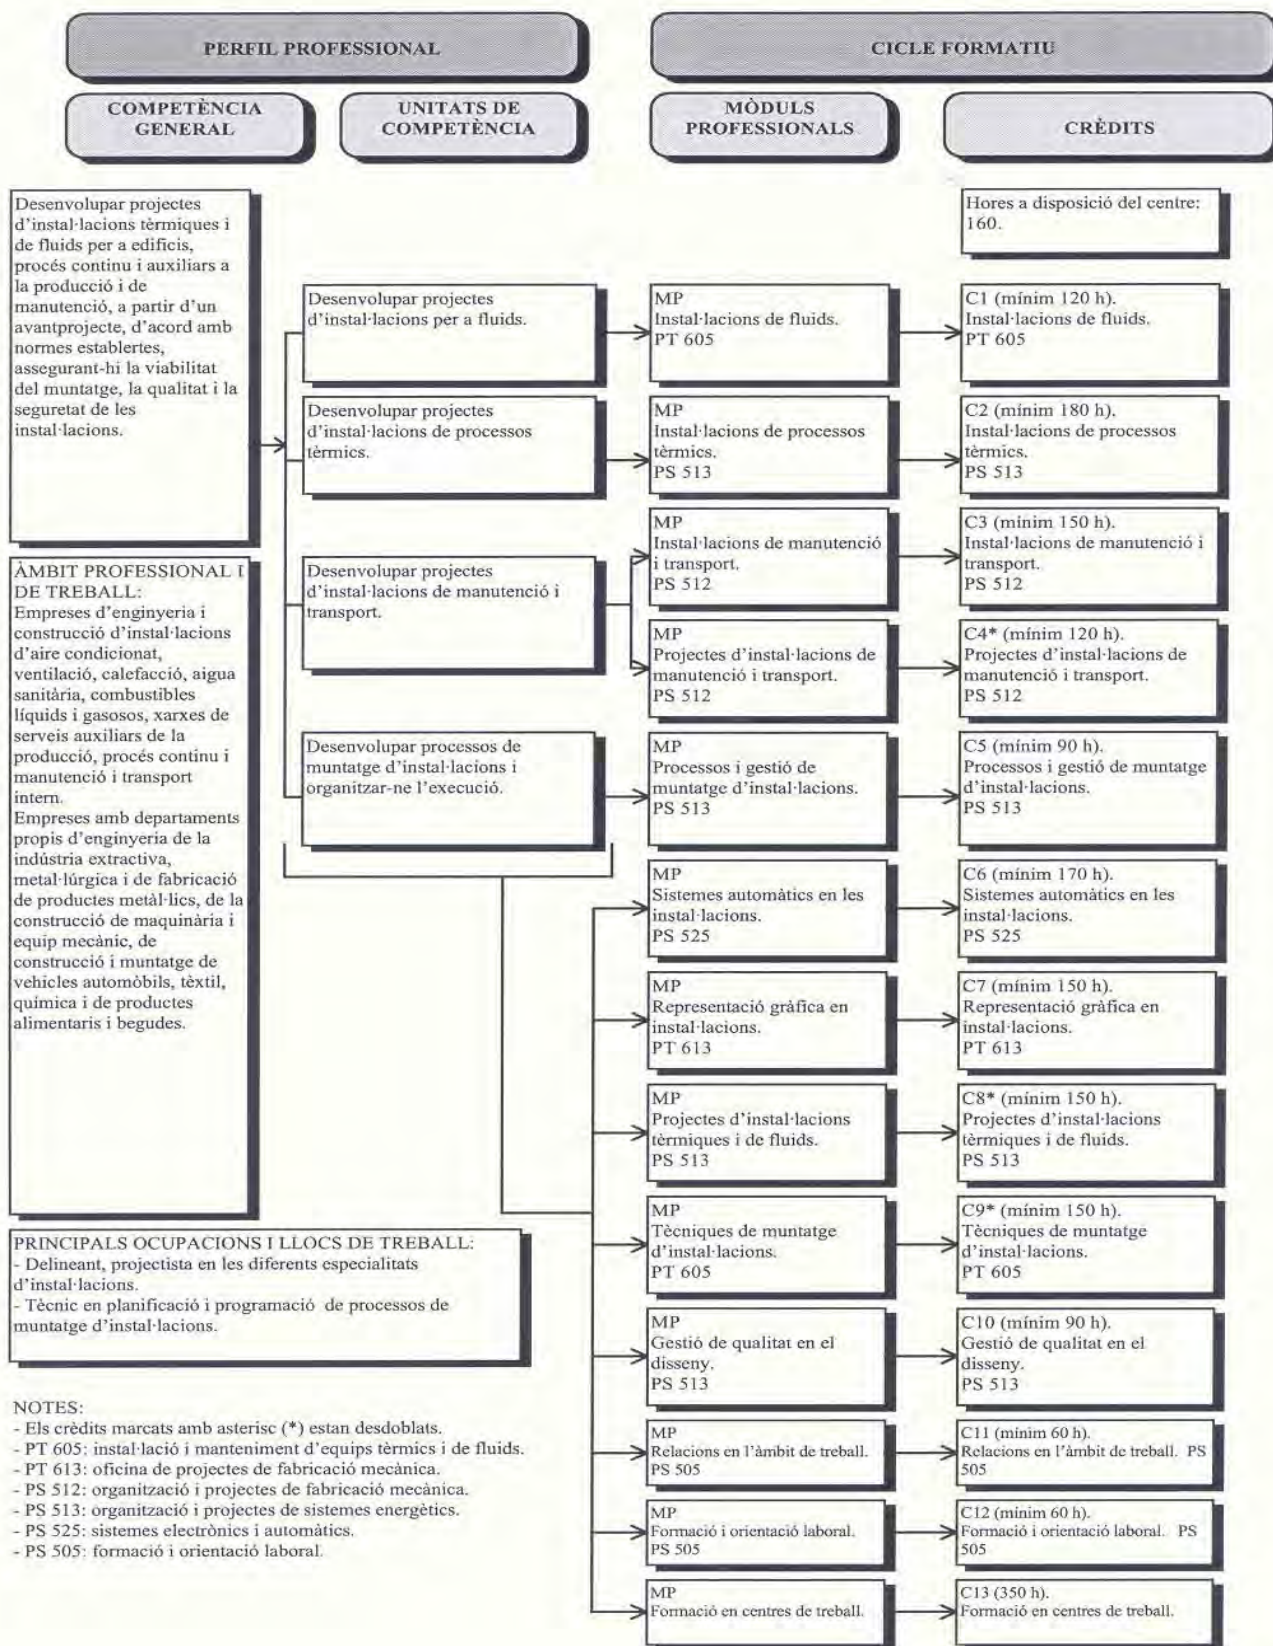 PERFIL PROFESSIONAL
CICLE FORMATIU
COMPETÈNCIA
GENERAL
UNITATS DE
COMPETÈNCIA
MÒDULS
PROFESSIONALS
CRÈDITS
Desenvolupar projectes
d'instal·lacions tèrmiques i
de fluids per a edificis,
procés continu i auxiliars a
la producció i de
manutenció, a partir d'un
avantprojecte, d'acord amb
normes establertes,
assegurant-hi la viabilitat
del muntatge, la qualitat i la
seguretat de les
instal·lacions.
ÀMBIT PROFESSIONAL I
DE TREBALL:
Empreses d'enginyeria i
construcció d'instal·lacions
d'aire condicionat,
ventilació, calefacció, aigua
sanitària, combustibles
líquids i gasosos, xarxes de
serveis auxiliars de la
producció, procés continu i
manutenció i transport
intern.
Empreses amb departaments
propis d'enginyeria de la
indústria extractiva,
metal·lúrgica i de fabricació
de productes metàl·lics, de la
construcció de maquinària i
equip mecànic, de
construcció i muntatge de
vehicles automòbils, tèxtil,
química i de productes
alimentaris i begudes.
PRINCIPALS OCUPACIONS I LLOCS DE TREBALL:
- Delineant, projectista en les diferents especialitats
d'instal·lacions.
- Tècnic en planificació i programació de processos de
muntatge d'instal·lacions.
NOTES:
- Els crèdits marcats amb asterisc (*) estan desdoblats.
- PT 605: instal·lació i manteniment d'equips tèrmics i de fluids.
- PT 613: oficina de projectes de fabricació mecànica.
- PS 512: organització i projectes de fabricació mecànica.
- PS 513: organització i projectes de sistemes energètics.
- PS 525: sistemes electrònics i automàtics.
- PS 505: formació i orientació laboral.
Desenvolupar projectes
d'instal·lacions per a fluids.
Desenvolupar projectes
d'instal·lacions de processos
tèrmics.
Desenvolupar projectes
d'instal·lacions de manutenció i
transport.
Desenvolupar processos de
muntatge d'instal·lacions i
organitzar-ne l'execució.
MP
Instal·lacions de fluids.
PT 605
MP
Instal·lacions de processos
tèrmics.
PS 513
MP
Instal·lacions de manutenció
i transport.
PS 512
MP
Projectes d'instal·lacions de
manutenció i transport.
PS 512
MP
Processos i gestió de
muntatge d'instal·lacions.
PS 513
MP
Sistemes automàtics en les
instal·lacions.
PS 525
MP
Representació gràfica en
instal·lacions.
PT 613
MP
Projectes d'instal·lacions
tèrmiques i de fluids.
PS 513
MP
Tècniques de muntatge
d'instal·lacions.
PT 605
MP
Gestió de qualitat en el
disseny.
PS 513
MP
Relacions en l'àmbit de treball.
PS 505
MP
Formació i orientació laboral.
PS 505
MP
Formació en centres de treball.
Hores a disposició del centre:
160.
C1 (mínim 120 h).
Instal·lacions de fluids.
PT 605
C2 (mínim 180 h).
Instal·lacions de processos
tèrmics.
PS 513
C3 (mínim 150 h).
Instal·lacions de manutenció i
transport.
PS 512
C4* (mínim 120 h).
Projectes d'instal·lacions de
manutenció i transport.
PS 512
C5 (mínim 90 h).
Processos i gestió de muntatge
d'instal·lacions.
PS 513
C6 (mínim 170 h).
Sistemes automàtics en les
instal·lacions.
PS 525
C7 (mínim 150 h).
Representació gràfica en
instal·lacions.
PT 613
C8* (mínim 150 h).
Projectes d'instal·lacions
tèrmiques i de fluids.
PS 513
C9* (mínim 150 h).
Tècniques de muntatge
d'instal·lacions.
PT 605
C10 (mínim 90 h).
Gestió de qualitat en el
disseny.
PS 513
C11 (mínim 60 h).
Relacions en l'àmbit de treball. PS
505
C12 (mínim 60 h).
Formació i orientació laboral. PS
505
C13 (350 h).
Formació en centres de treball.